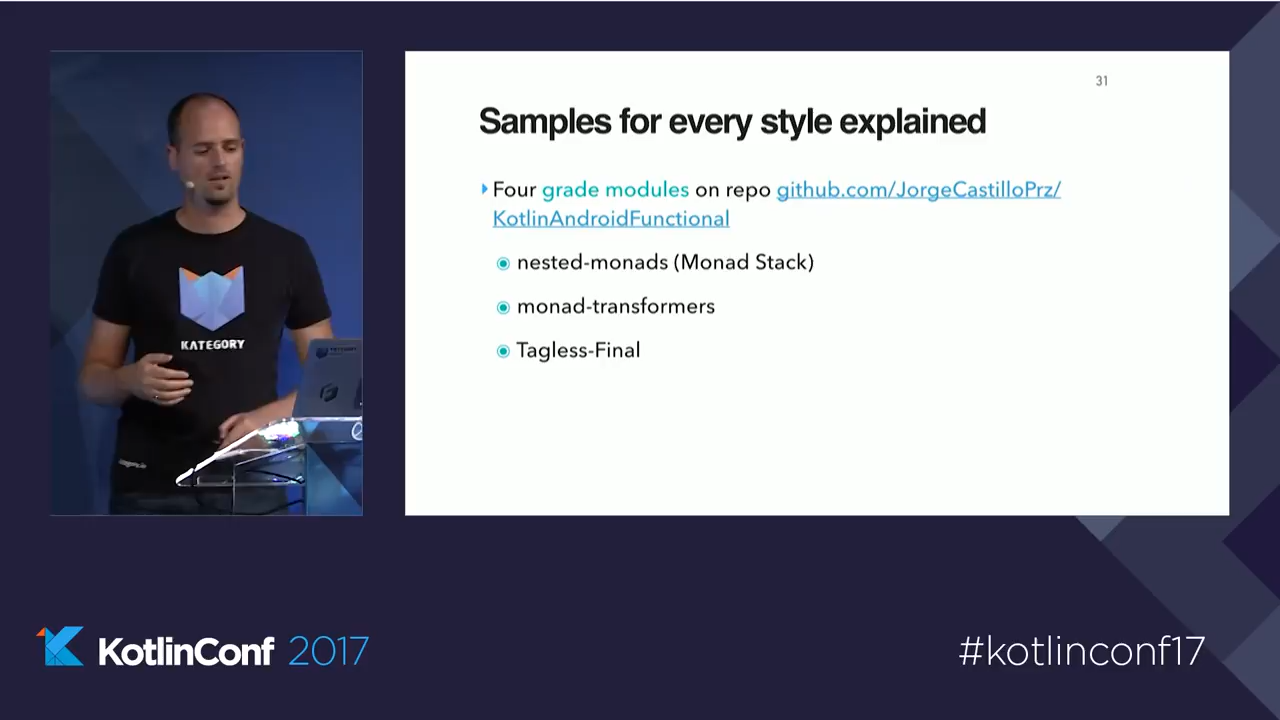 31
Samples for every style explained
Four grade modules on repo github.com/JorgeCastilloPrz/
KotlinAndroidFunctional
nested-monads (Monad Stack)
monad-transformers
Tagless-Final
KATEGORY
KotlinConf 2017
#kotlinconf17